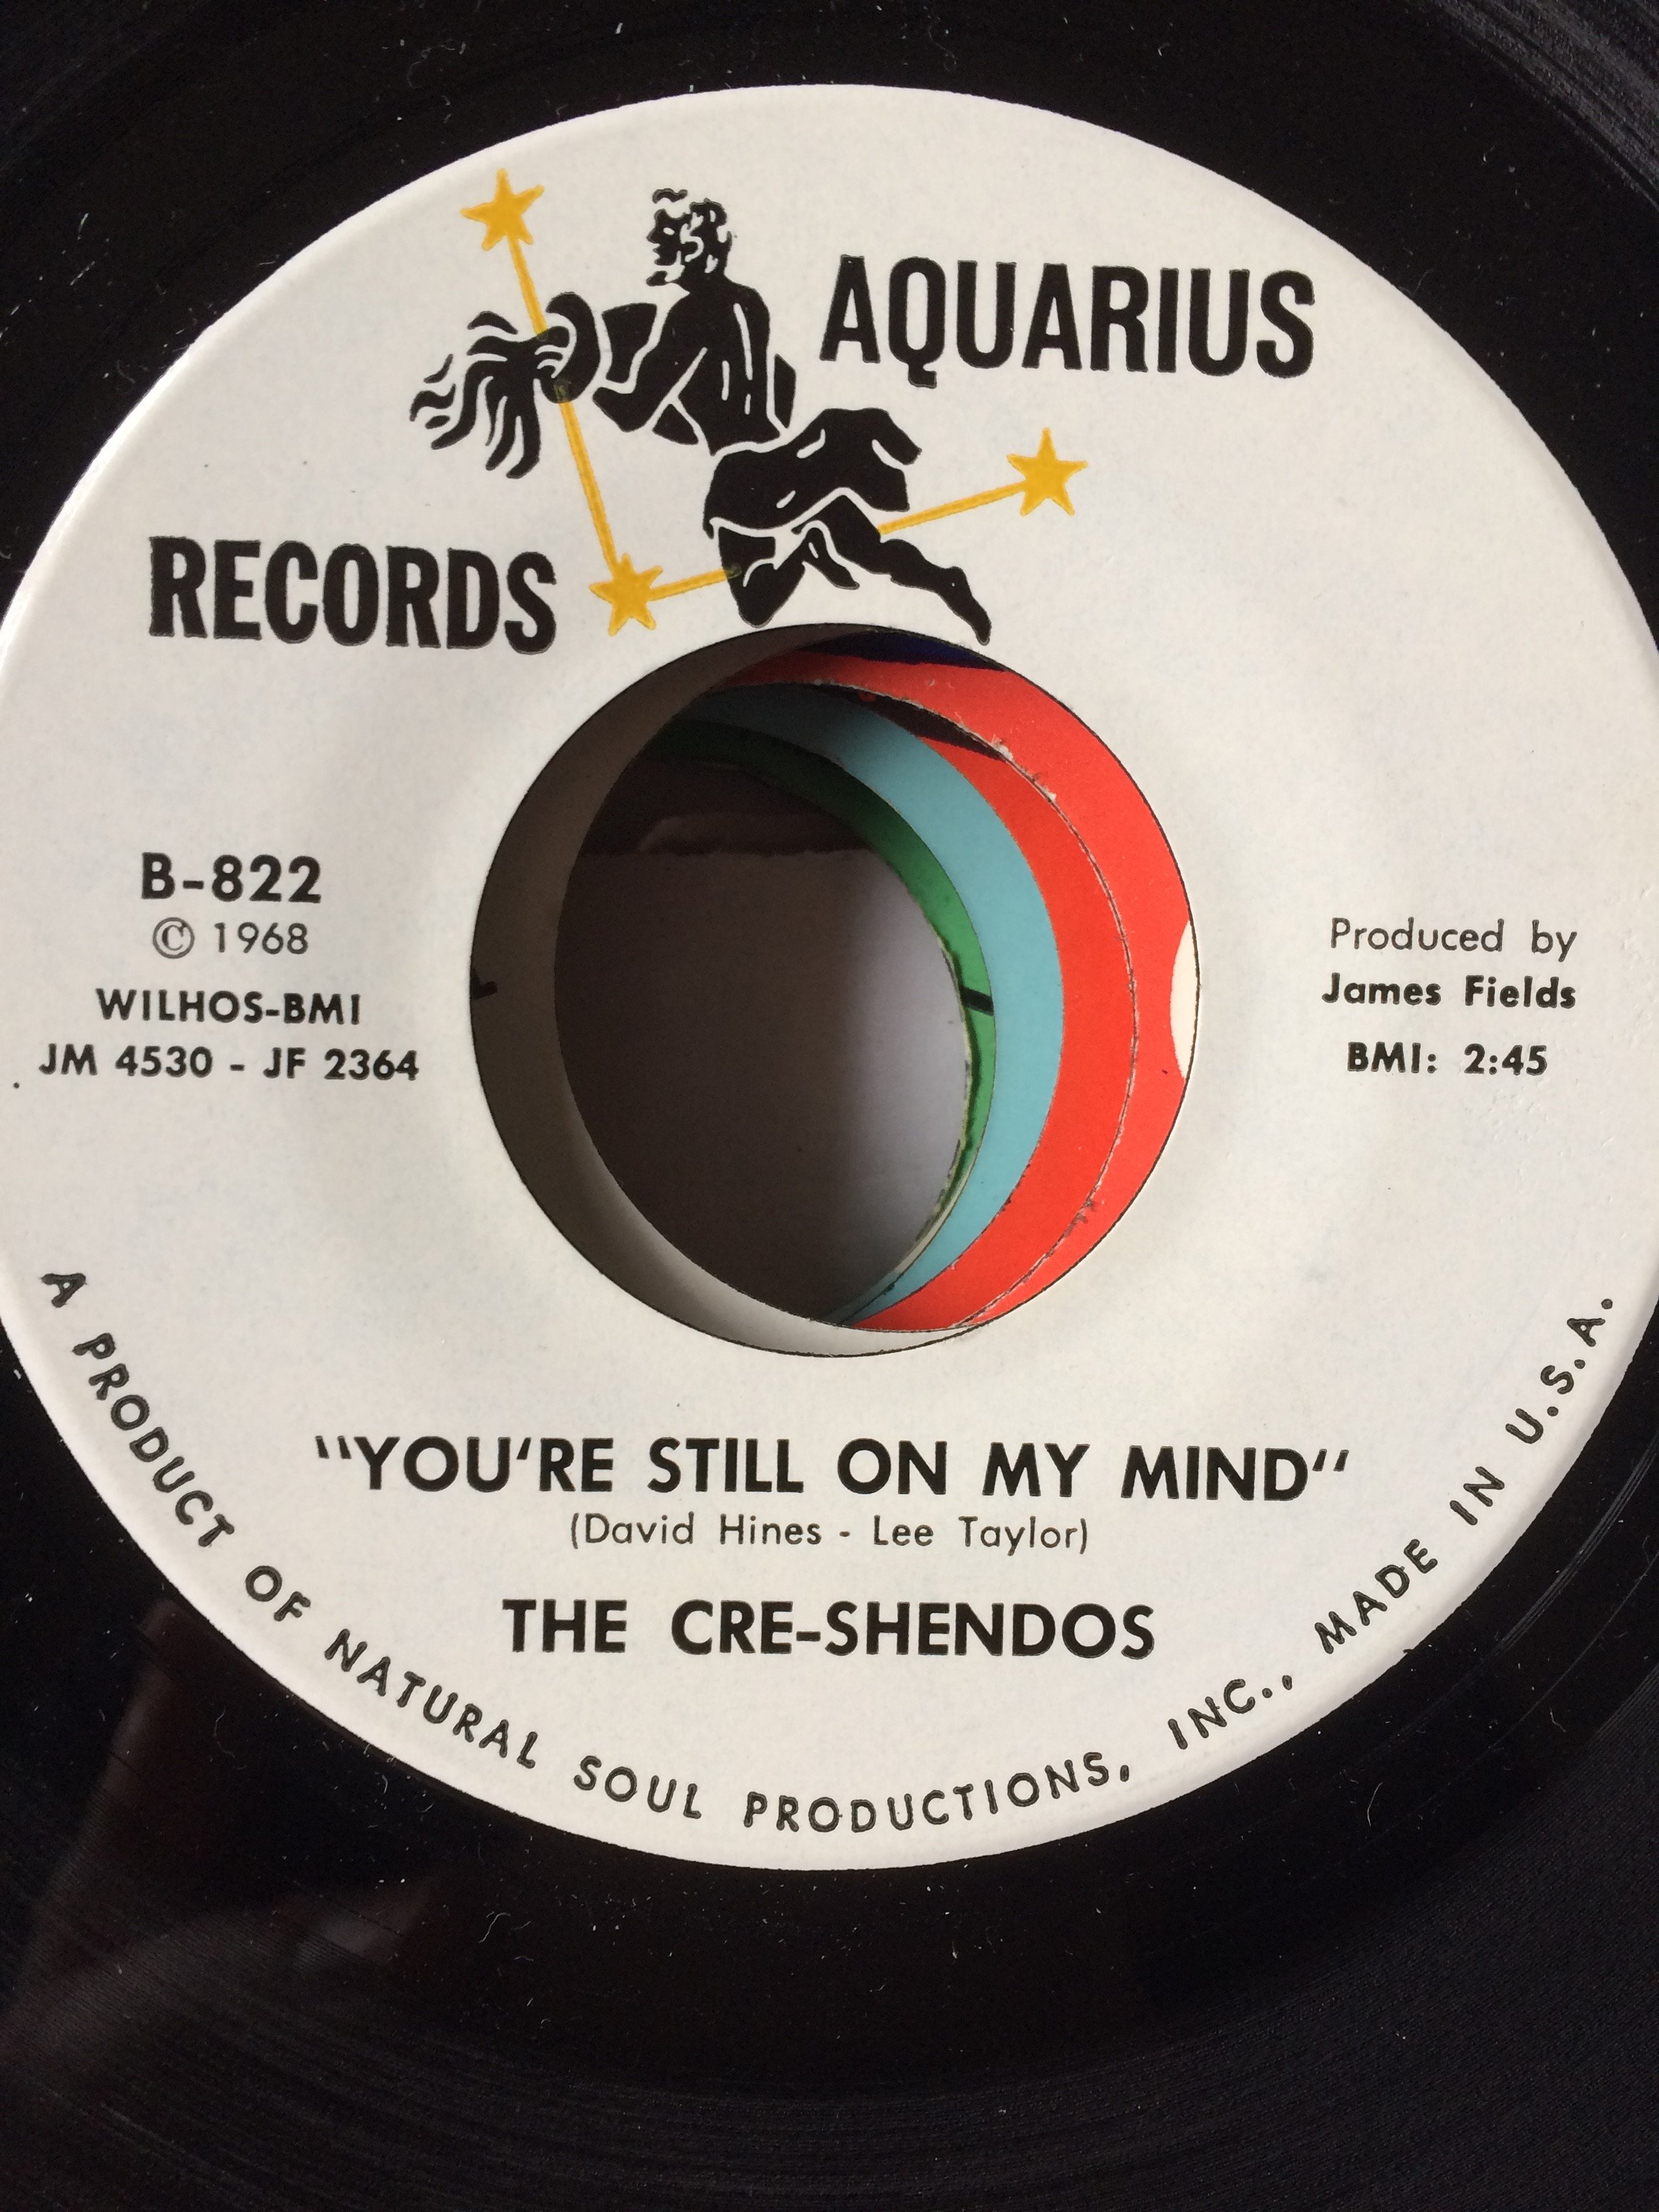 AQUARIUS
RECORDS
B-822
© 1968
WILHOS-BMI
JM 4530 - JF 2364
Produced by
James Fields
BMI: 2:45
"YOU'RE STILL ON MY MIND"
(David Hines - Lee Taylor)
THE CRE-SHENDOS
A PRODUCT OF NATURAL SOUL PRODUCTIONS, INC., MADE IN U.S.A.